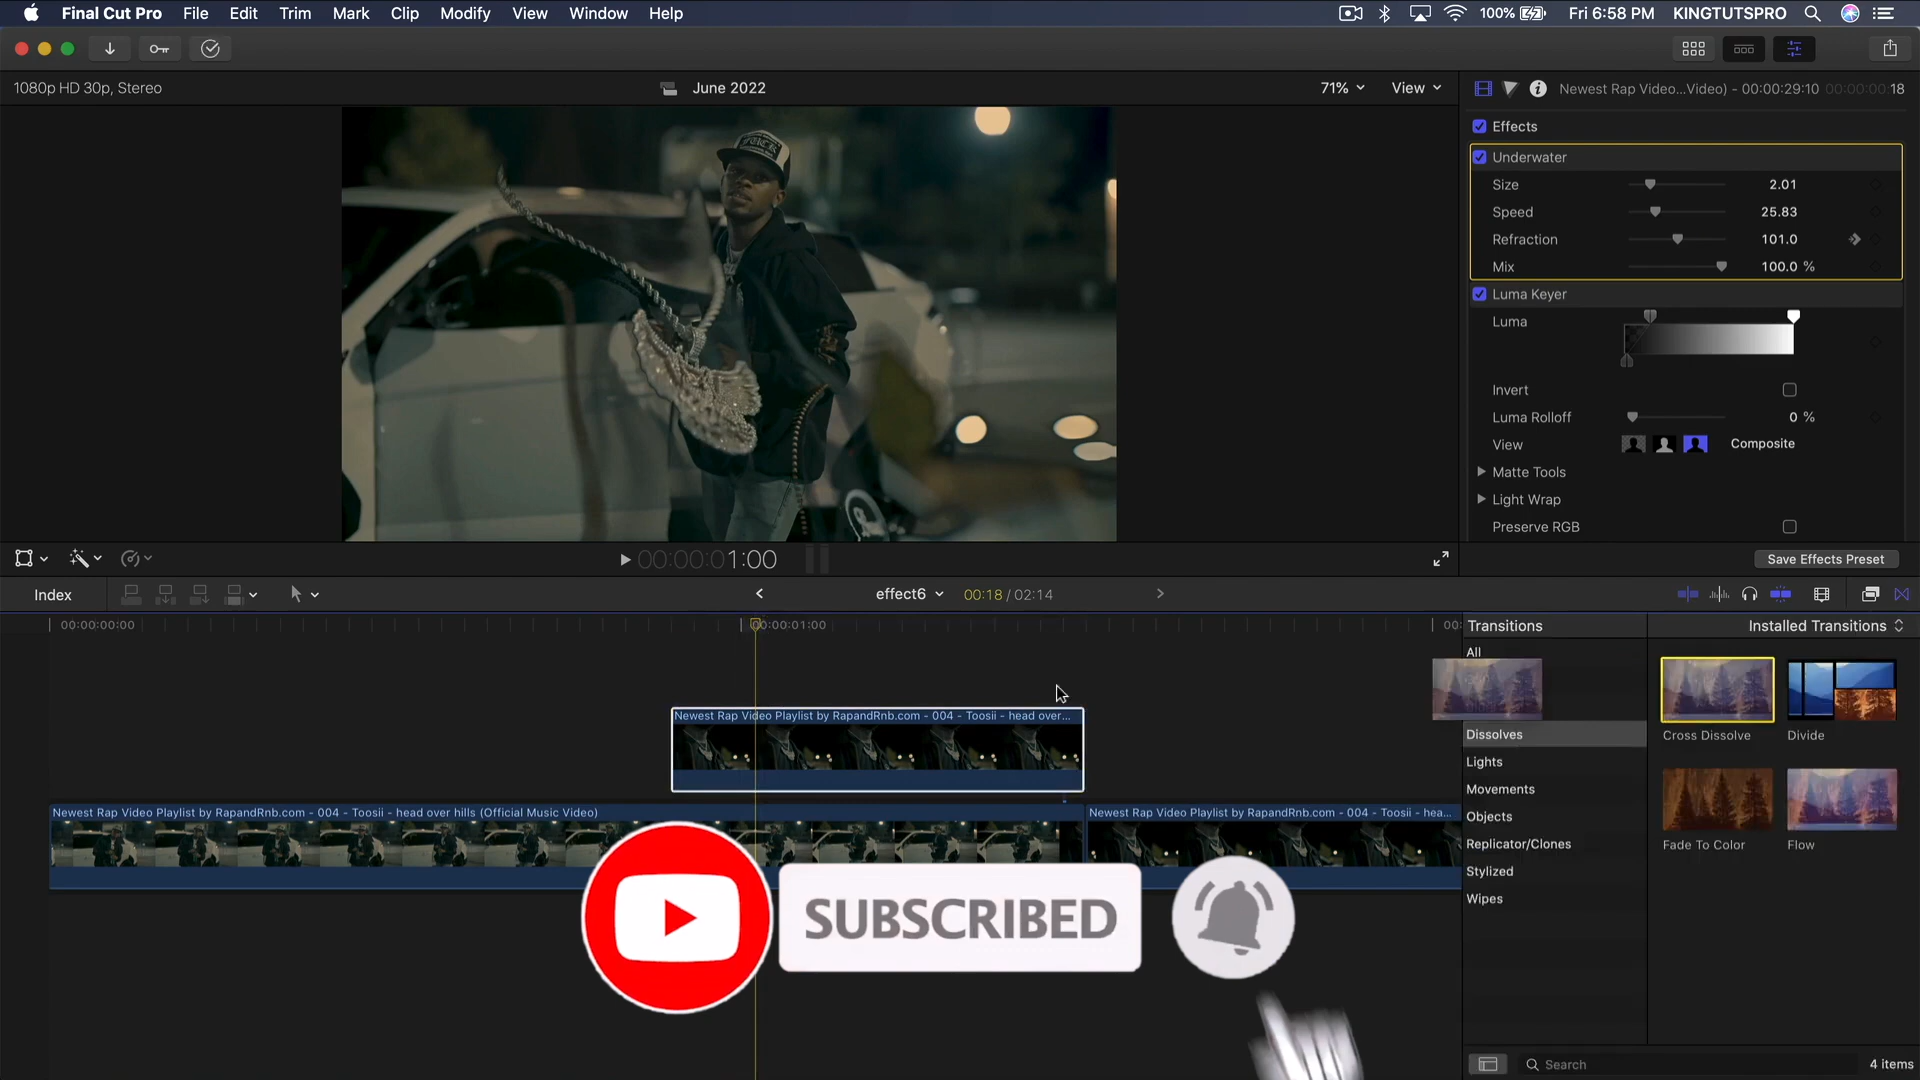 Final Cut Pro File Edit Trim Mark Clip Modify View Window Help 100% Fri 6:58 PM KINGTUTSPRO
1080p HD 30p, Stereo
June 2022
71% View
Newest Rap Video...Video) - 00:00:29:10 00:00:00:18
Effects
Underwater
Size 2.01
Speed 25.83
Refraction 101.0
Mix 100.0 %
Luma Keyer
Luma
Invert
Luma Rolloff 0 %
View Composite
Matte Tools
Light Wrap
Preserve RGB
Save Effects Preset
00:00:01:00
Index
effect6 00:18 / 02:14
00:00:00:00
00:00:01:00
00:
Transitions
Installed Transitions
All
Dissolves
Lights
Movements
Objects
Replicator/Clones
Stylized
Wipes
Cross Dissolve
Divide
Fade To Color
Flow
Newest Rap Video Playlist by RapandRnb.com - 004 - Toosii - head over...
Newest Rap Video Playlist by RapandRnb.com - 004 - Toosii - head over hills (Official Music Video)
Newest Rap Video Playlist by RapandRnb.com - 004 - Toosii - hea...
SUBSCRIBED
Search
4 items